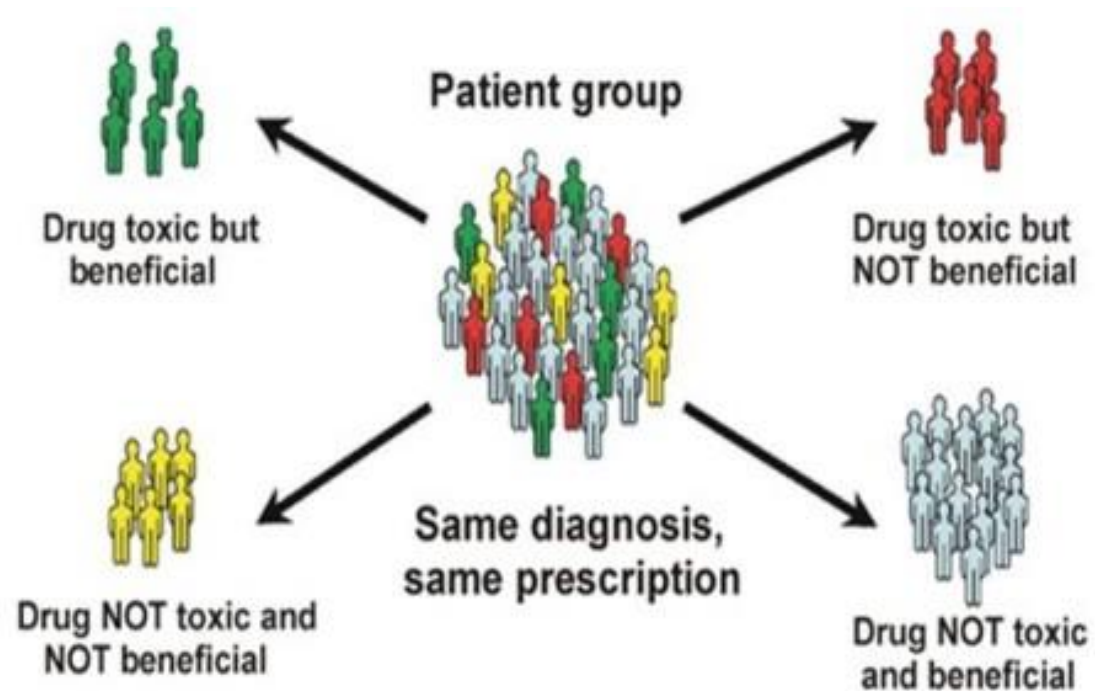 Patient group
Drug toxic but
beneficial
Drug toxic but
NOT beneficial
Same diagnosis,
same prescription
Drug NOT toxic and
NOT beneficial
Drug NOT toxic
and beneficial